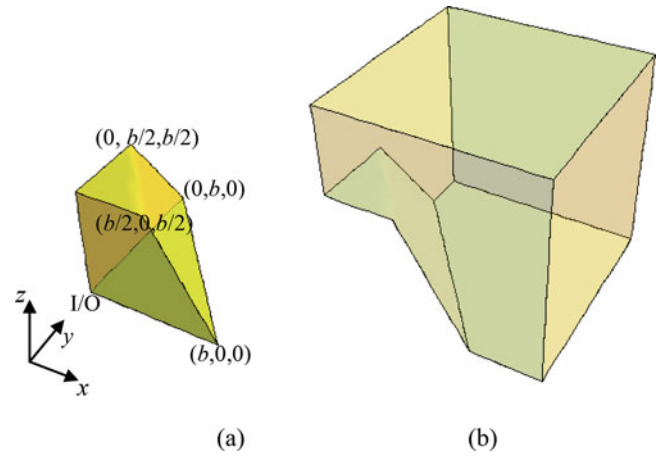 (0, b/2,b/2)
(0,b,0)
(b/2,0,b/2)
z
I/O
y
(b,0,0)
x
(a)
(b)